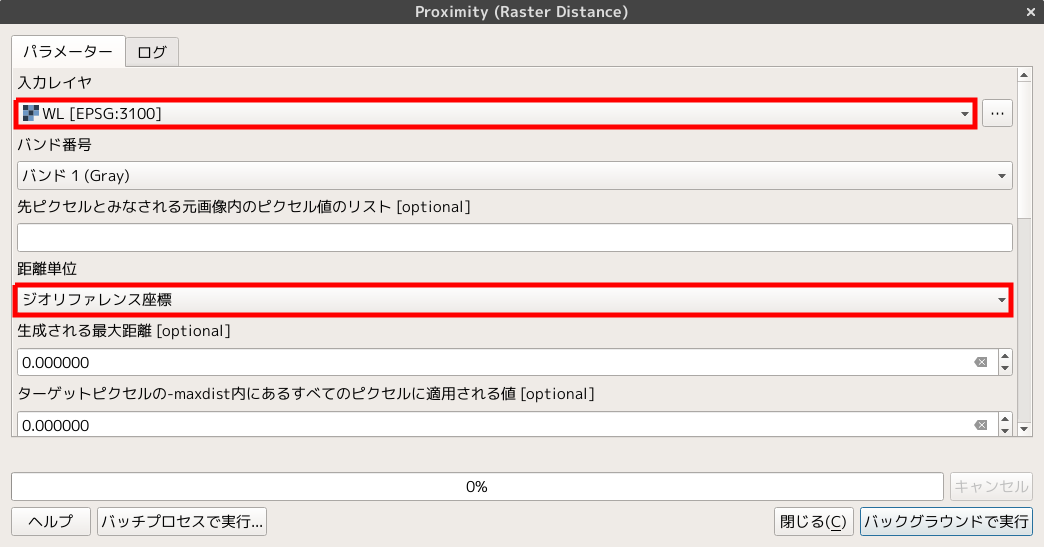 Proximity (Raster Distance)
パラメーター ログ
入力レイヤ
WL [EPSG:3100] ...
バンド番号
バンド 1 (Gray)
先ピクセルとみなされる元画像内のピクセル値のリスト [optional]
距離単位
ジオリファレンス座標
生成される最大距離 [optional]
0.000000
ターゲットピクセルの-maxdist内にあるすべてのピクセルに適用される値 [optional]
0.000000
0% キャンセル
ヘルプ バッチプロセスで実行... 閉じる(C) バックグラウンドで実行